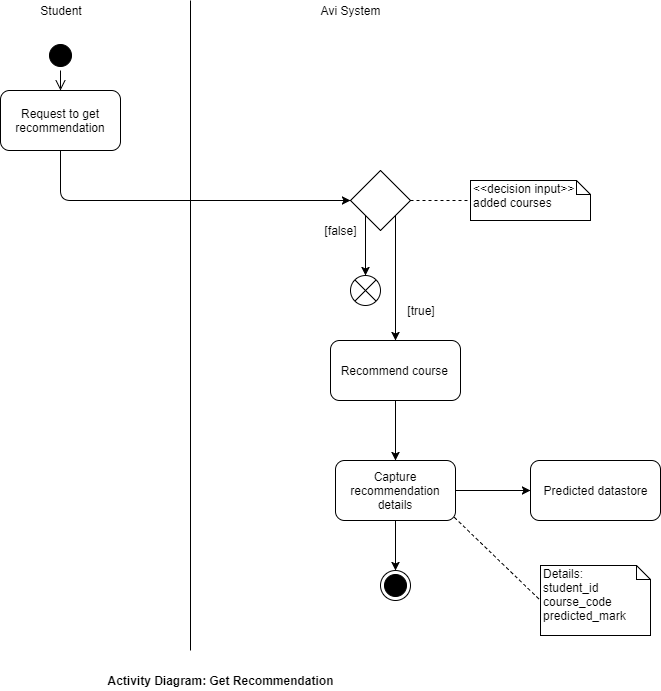 Student
Avi System
Request to get
recommendation
<<decision input>>
added courses
[false]
[true]
Recommend course
Capture
recommendation
details
Predicted datastore
Details:
student_id
course_code
predicted_mark
Activity Diagram: Get Recommendation